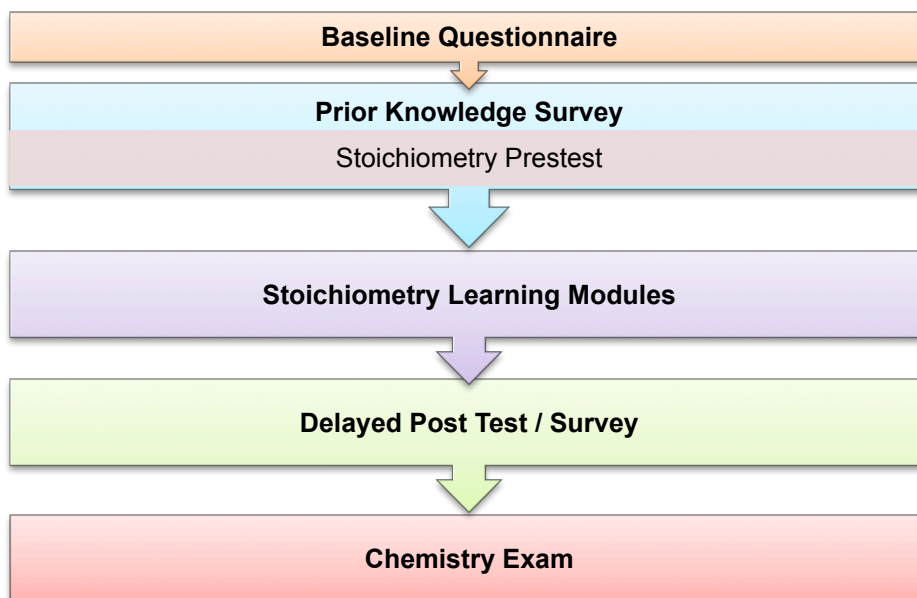 Baseline Questionnaire
Prior Knowledge Survey
Stoichiometry Prestest
Stoichiometry Learning Modules
Delayed Post Test / Survey
Chemistry Exam